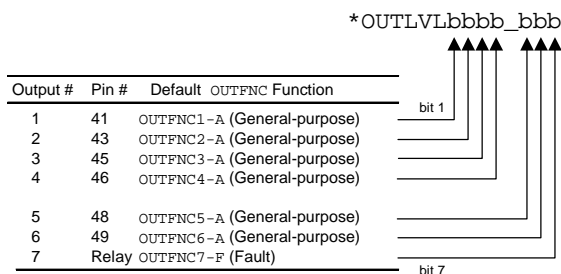 *OUTLVLbbbb_bbb
Output # Pin # Default OUTFNC Function
bit 1
1 41 OUTFNC1-A (General-purpose)
2 43 OUTFNC2-A (General-purpose)
3 45 OUTFNC3-A (General-purpose)
4 46 OUTFNC4-A (General-purpose)
5 48 OUTFNC5-A (General-purpose)
6 49 OUTFNC6-A (General-purpose)
7 Relay OUTFNC7-F (Fault)
bit 7